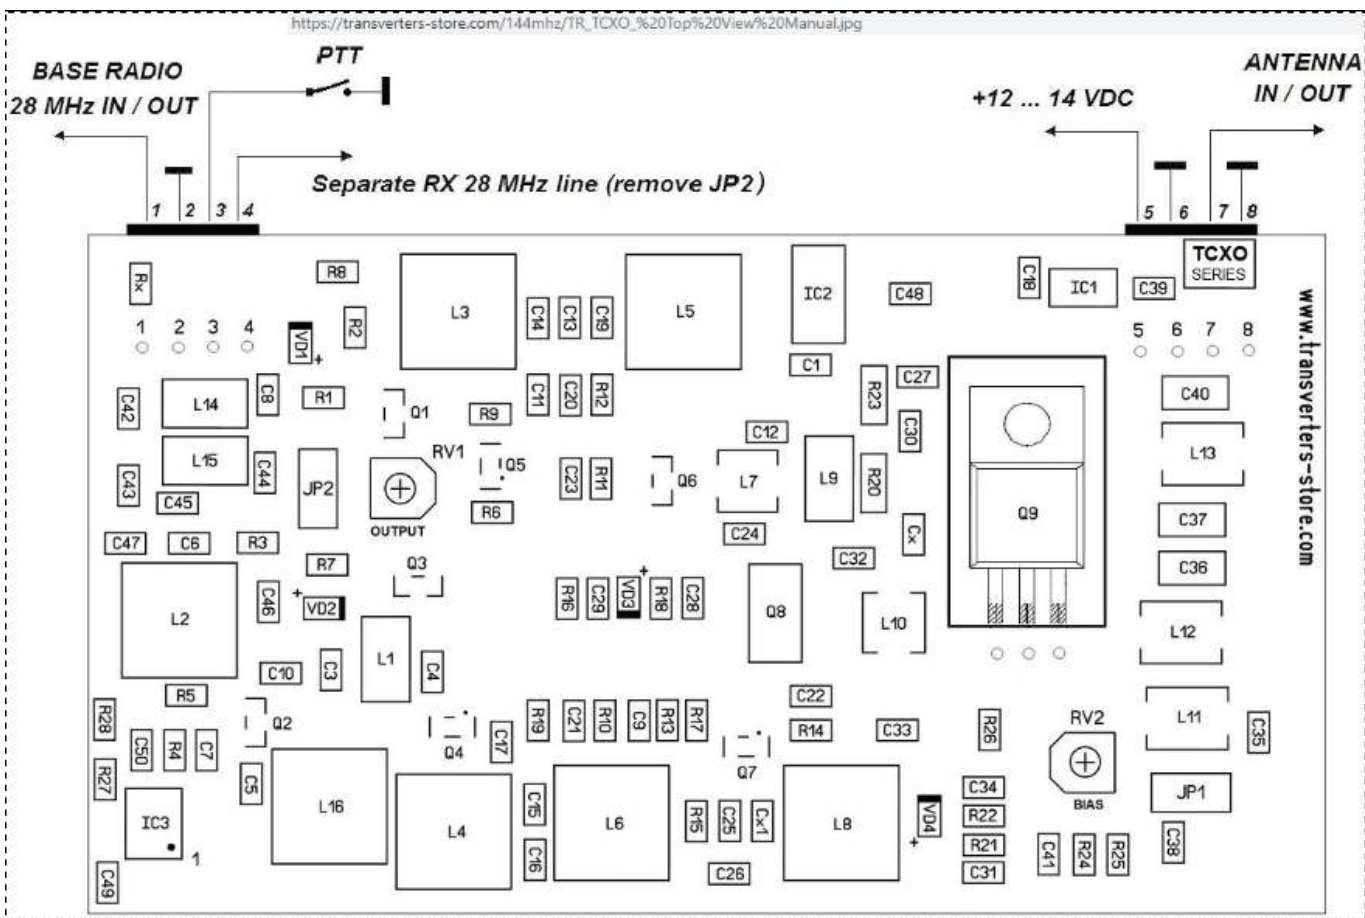 https://transverters-store.com/144mhz/TR_TCXO_%20Top%20View%20Manual.jpg
PTT
BASE RADIO
28 MHz IN / OUT
ANTENNA
IN / OUT
+12 ... 14 VDC
Separate RX 28 MHz line (remove JP2)
1 2 3 4
5 6 7 8
TCXO
SERIES
www.transverters-store.com
Rx
R8
L3
L5
IC2
C48
C18
IC1
C39
R2
C14
C13
C19
1 2 3 4
VD1
+
5 6 7 8
C1
C42
L14
C8
R1
Q1
R9
C11
C20
R12
R23
C27
C40
C12
C30
L15
C43
C44
C45
JP2
RV1
OUTPUT
Q5
R6
C23
R11
Q6
L7
L9
R20
L13
Q9
C24
Cx
C37
C47
C6
R3
R7
Q3
C32
C36
L2
C46
+
VD2
L1
R16
C29
+
VD3
R18
C28
Q8
L10
L12
C10
C3
C4
R5
Q2
C22
R28
C50
R4
C7
Q4
C17
R19
C21
R10
C9
R13
R17
Q7
R14
C33
R26
RV2
BIAS
L11
C35
R27
C5
L16
L4
C15
L6
R15
C25
Cx1
L8
VD4
+
C34
R22
JP1
IC3
1
C16
C26
R21
C31
C41
R24
R25
C38
C49